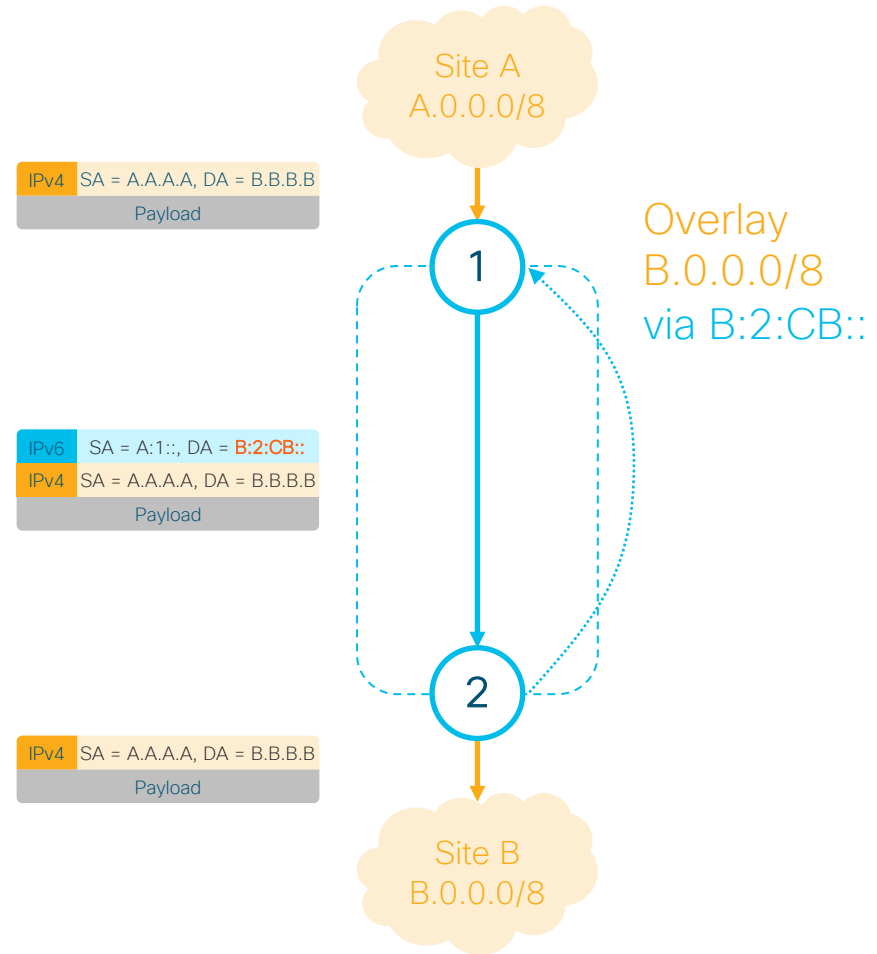 Site A
A.0.0.0/8
IPv4 SA = A.A.A.A, DA = B.B.B.B
Payload
1
Overlay
B.0.0.0/8
via B:2:CB::
IPv6 SA = A:1::, DA = B:2:CB::
IPv4 SA = A.A.A.A, DA = B.B.B.B
Payload
2
IPv4 SA = A.A.A.A, DA = B.B.B.B
Payload
Site B
B.0.0.0/8